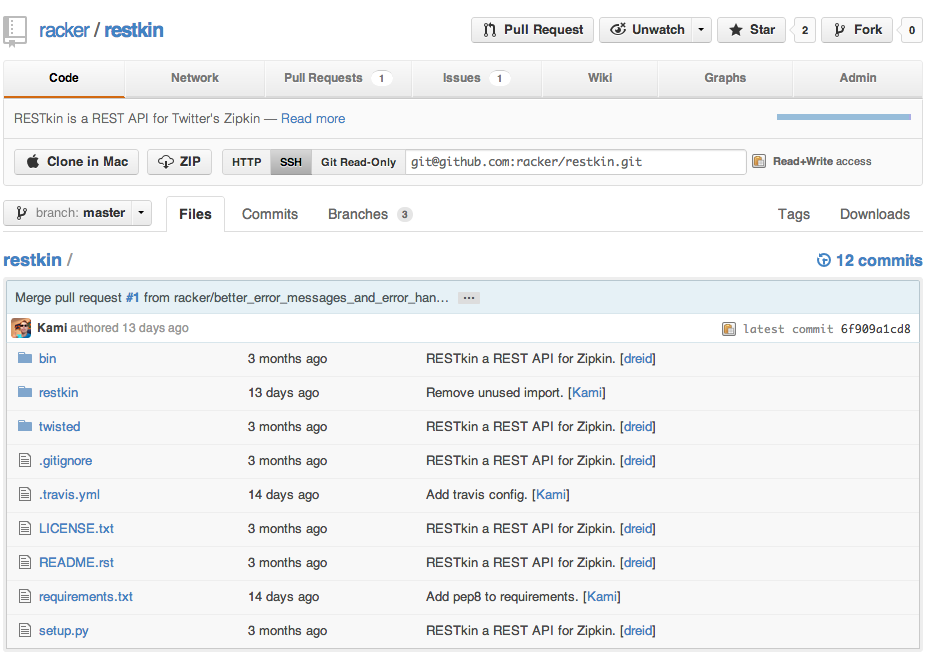 racker / restkin Pull Request Unwatch Star 2 Fork 0
Code Network Pull Requests 1 Issues 1 Wiki Graphs Admin
RESTkin is a REST API for Twitter's Zipkin — Read more
Clone in Mac ZIP HTTP SSH Git Read-Only git@github.com:racker/restkin.git Read+Write access
branch: master Files Commits Branches 3 Tags Downloads
restkin / 12 commits
Merge pull request #1 from racker/better_error_messages_and_error_han… ...
Kami authored 13 days ago latest commit 6f909a1cd8
bin 3 months ago RESTkin a REST API for Zipkin. [dreid]
restkin 13 days ago Remove unused import. [Kami]
twisted 3 months ago RESTkin a REST API for Zipkin. [dreid]
.gitignore 3 months ago RESTkin a REST API for Zipkin. [dreid]
.travis.yml 14 days ago Add travis config. [Kami]
LICENSE.txt 3 months ago RESTkin a REST API for Zipkin. [dreid]
README.rst 3 months ago RESTkin a REST API for Zipkin. [dreid]
requirements.txt 14 days ago Add pep8 to requirements. [Kami]
setup.py 3 months ago RESTkin a REST API for Zipkin. [dreid]